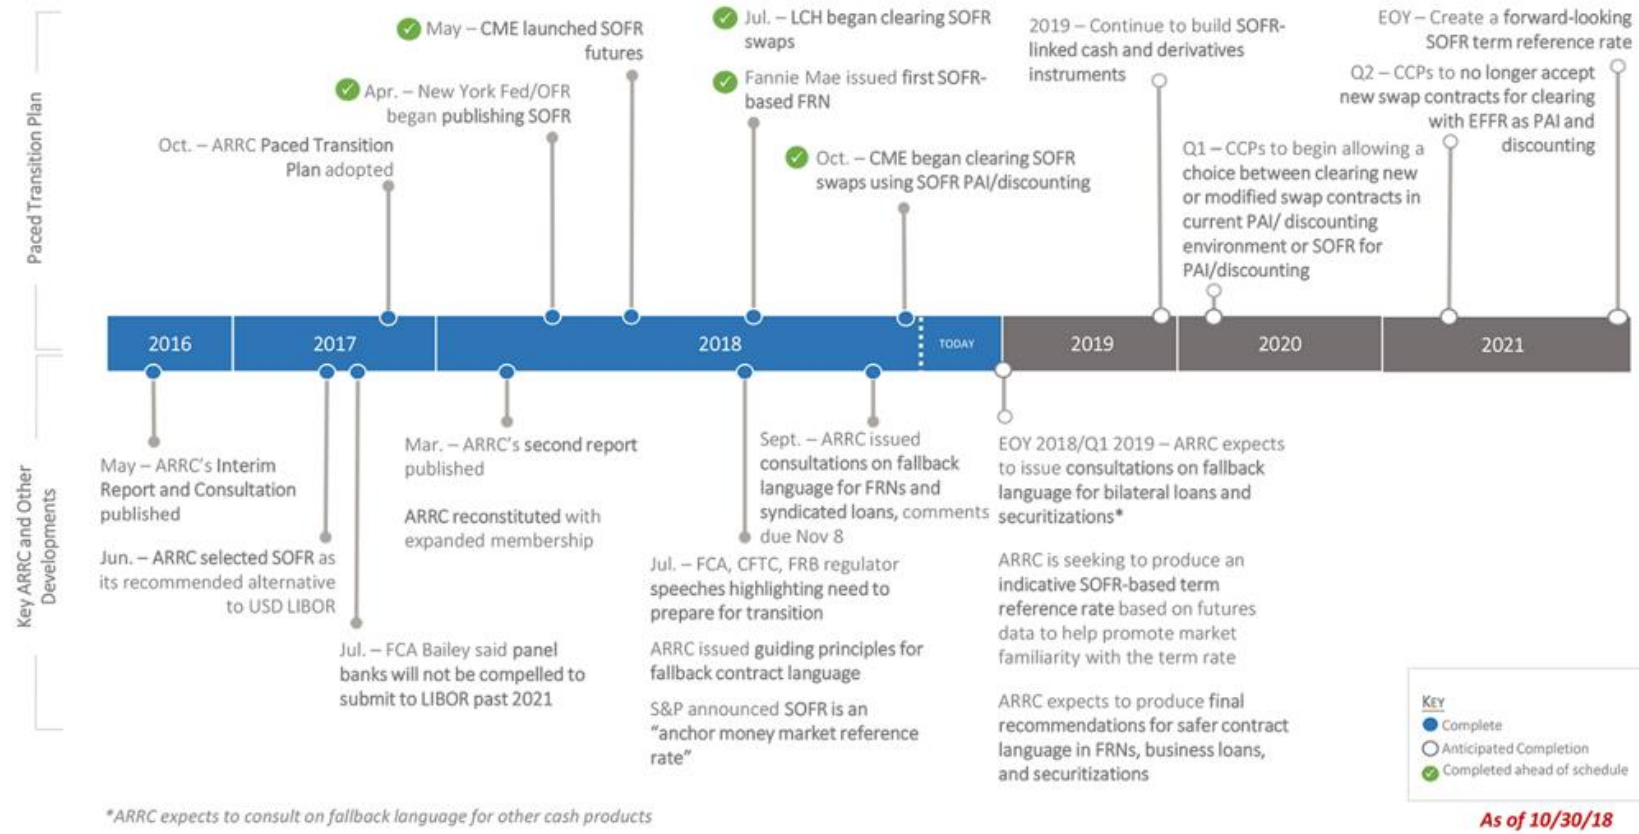 Paced Transition Plan
Oct. – ARRC Paced Transition
Plan adopted
Apr. – New York Fed/OFR
began publishing SOFR
May – CME launched SOFR
futures
Jul. – LCH began clearing SOFR
swaps
Fannie Mae issued first SOFR-
based FRN
Oct. – CME began clearing SOFR
swaps using SOFR PAI/discounting
2019 – Continue to build SOFR-
linked cash and derivatives
instruments
Q1 – CCPs to begin allowing a
choice between clearing new
or modified swap contracts in
current PAI/ discounting
environment or SOFR for
PAI/discounting
Q2 – CCPs to no longer accept
new swap contracts for clearing
with EFFR as PAI and
discounting
EOY – Create a forward-looking
SOFR term reference rate
2016
2017
2018
TODAY
2019
2020
2021
Key ARRC and Other
Developments
May – ARRC's Interim
Report and Consultation
published
Jun. – ARRC selected SOFR as
its recommended alternative
to USD LIBOR
Jul. – FCA Bailey said panel
banks will not be compelled to
submit to LIBOR past 2021
Mar. – ARRC's second report
published
ARRC reconstituted with
expanded membership
Jul. – FCA, CFTC, FRB regulator
speeches highlighting need to
prepare for transition
ARRC issued guiding principles for
fallback contract language
S&P announced SOFR is an
"anchor money market reference
rate"
Sept. – ARRC issued
consultations on fallback
language for FRNs and
syndicated loans, comments
due Nov 8
EOY 2018/Q1 2019 – ARRC expects
to issue consultations on fallback
language for bilateral loans and
securitizations*
ARRC is seeking to produce an
indicative SOFR-based term
reference rate based on futures
data to help promote market
familiarity with the term rate
ARRC expects to produce final
recommendations for safer contract
language in FRNs, business loans,
and securitizations
KEY
Complete
Anticipated Completion
Completed ahead of schedule
*ARRC expects to consult on fallback language for other cash products
As of 10/30/18